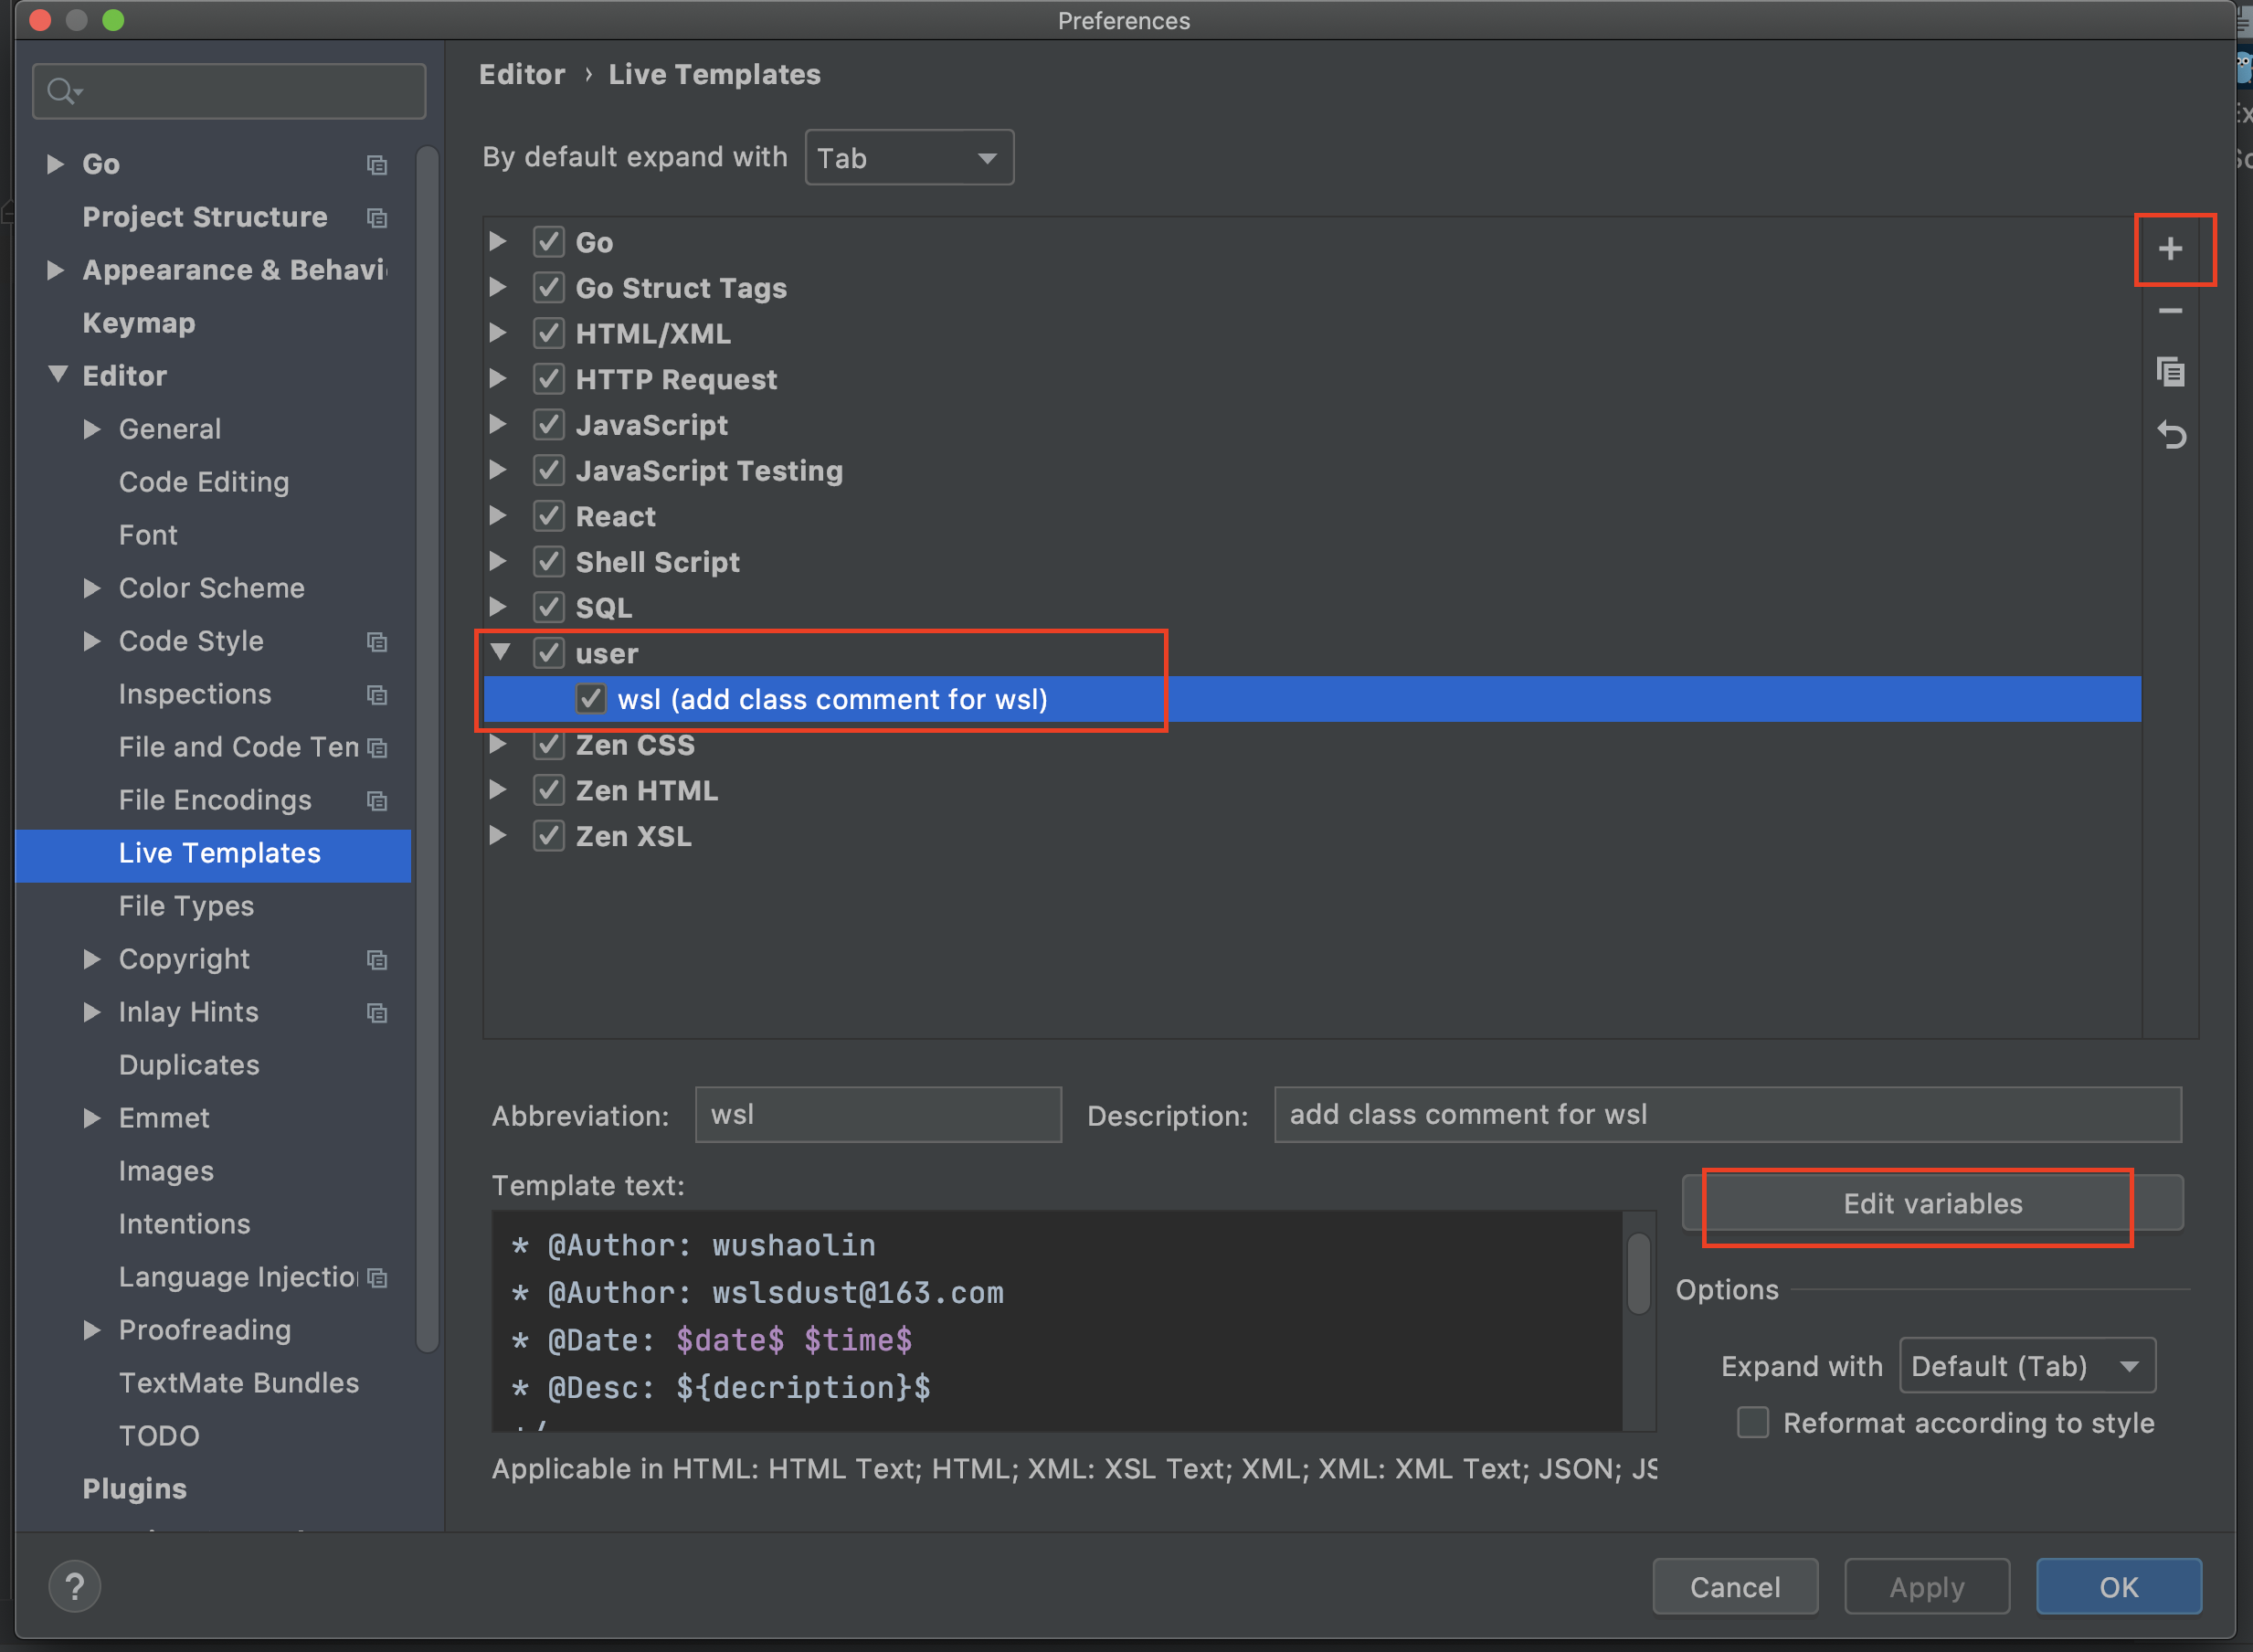 Preferences
Editor › Live Templates
By default expand with Tab
Go
Project Structure
Appearance & Behavi
Keymap
Editor
General
Code Editing
Font
Color Scheme
Code Style
Inspections
File and Code Tem
File Encodings
Live Templates
File Types
Copyright
Inlay Hints
Duplicates
Emmet
Images
Intentions
Language Injection
Proofreading
TextMate Bundles
TODO
Plugins
Go
Go Struct Tags
HTML/XML
HTTP Request
JavaScript
JavaScript Testing
React
Shell Script
SQL
user
wsl (add class comment for wsl)
Zen CSS
Zen HTML
Zen XSL
Abbreviation: wsl Description: add class comment for wsl
Template text:
* @Author: wushaolin
* @Author: wslsdust@163.com
* @Date: $date$ $time$
* @Desc: ${decription}$
Edit variables
Options
Expand with Default (Tab)
Reformat according to style
Applicable in HTML: HTML Text; HTML; XML: XSL Text; XML; XML: XML Text; JSON; JS
?
Cancel Apply OK